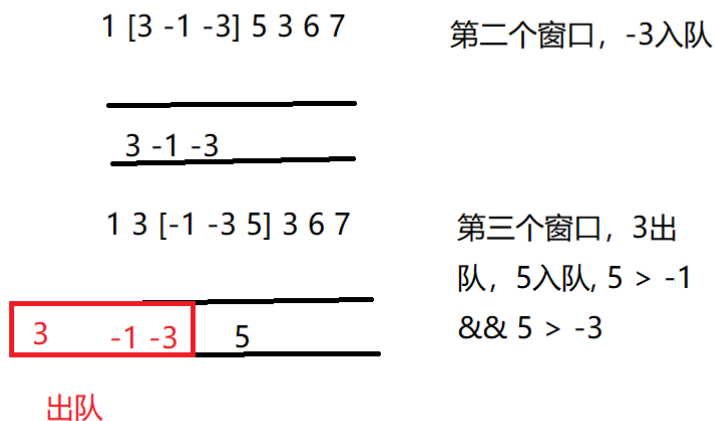 1 [3 -1 -3] 5 3 6 7
第二个窗口，-3入队
3 -1 -3
1 3 [-1 -3 5] 3 6 7
第三个窗口，3出
队，5入队, 5 > -1
&& 5 > -3
3 -1 -3 5
出队